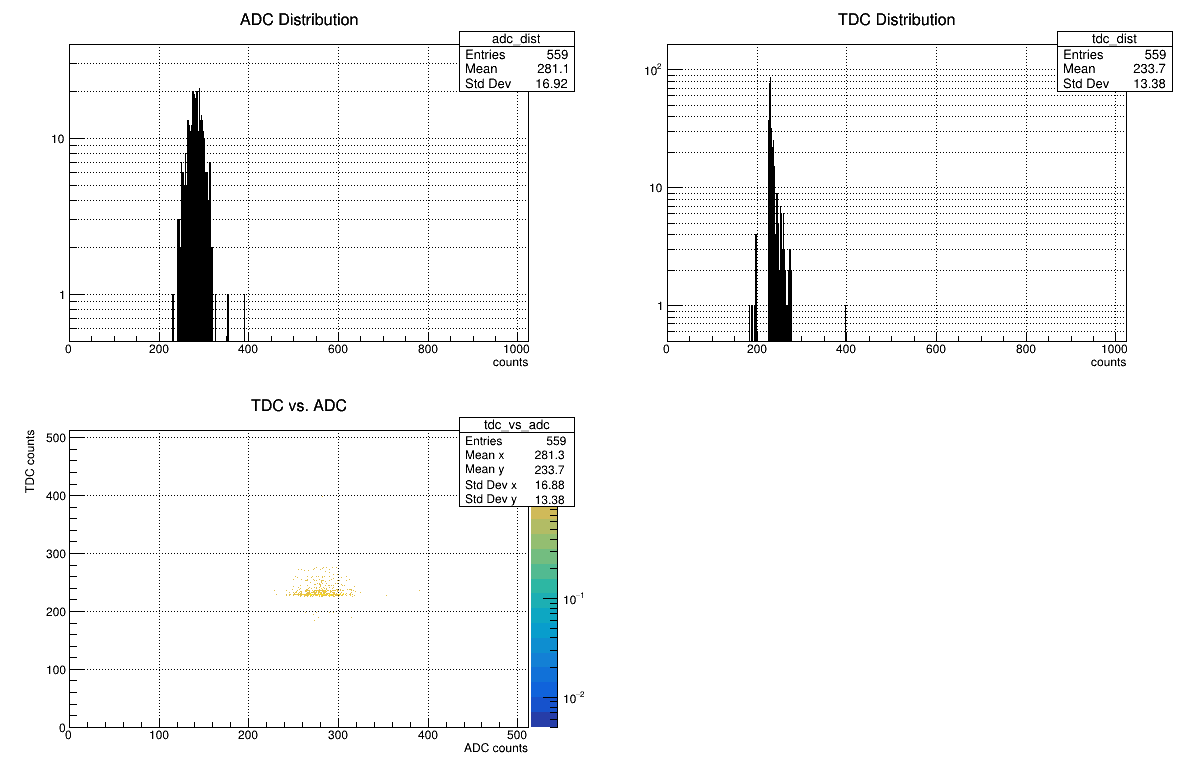 ADC Distribution
adc_dist
Entries 559
Mean 281.1
Std Dev 16.92
10
1
0 200 400 600 800 1000
counts
TDC Distribution
tdc_dist
Entries 559
Mean 233.7
Std Dev 13.38
10²
10
1
0 200 400 600 800 1000
counts
TDC vs. ADC
tdc_vs_adc
Entries 559
Mean x 281.3
Mean y 233.7
Std Dev x 16.88
Std Dev y 13.38
TDC counts
500
400
300
200
100
0
0 100 200 300 400 500
ADC counts
10⁻¹
10⁻²